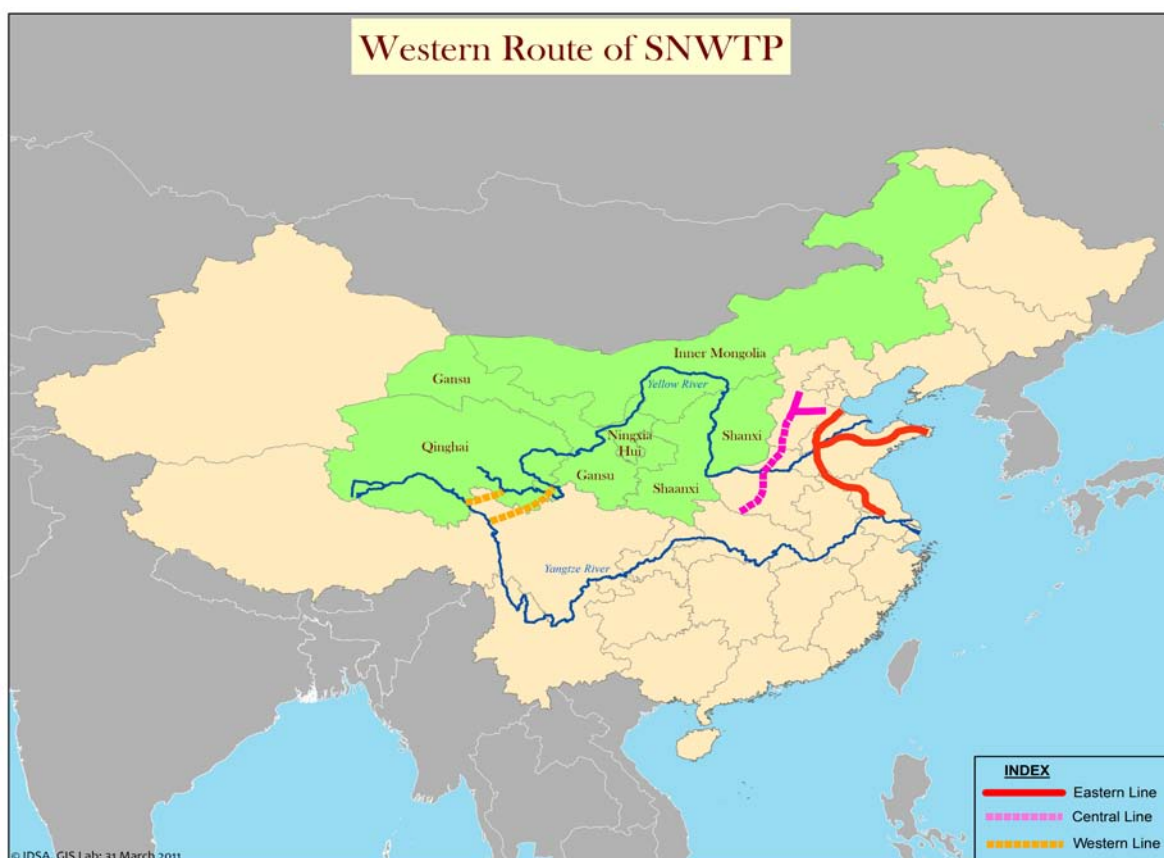 Western Route of SNWTP
Inner Mongolia
Gansu
Yellow River
Qinghai
Ningxia
Hui
Shanxi
Gansu
Shaanxi
Yangtze River
INDEX
Eastern Line
Central Line
Western Line
© IDSA, GIS Lab; 31 March 2011